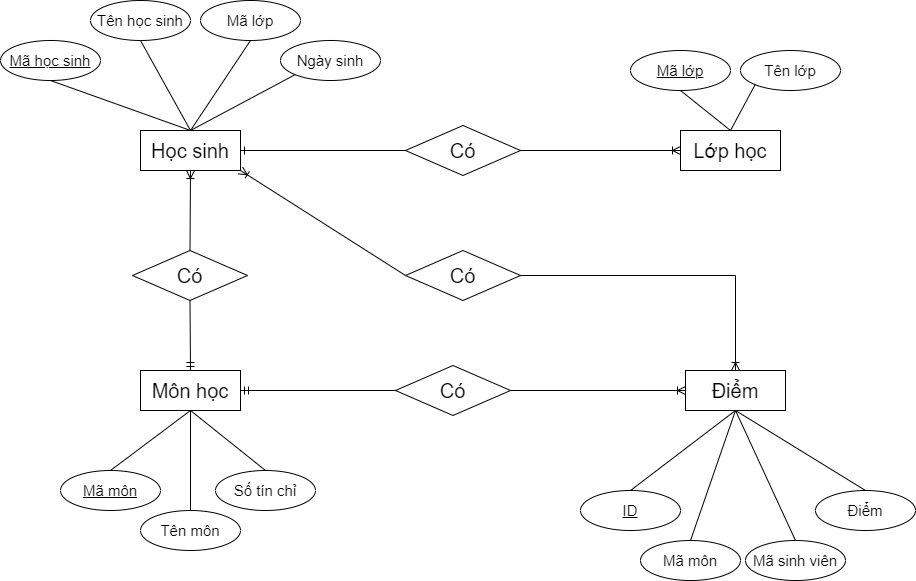 Tên học sinh
Mã lớp
Mã học sinh
Ngày sinh
Mã lớp
Tên lớp
Học sinh
Có
Lớp học
Có
Có
Môn học
Có
Điểm
Mã môn
Số tín chỉ
Tên môn
ID
Điểm
Mã môn
Mã sinh viên